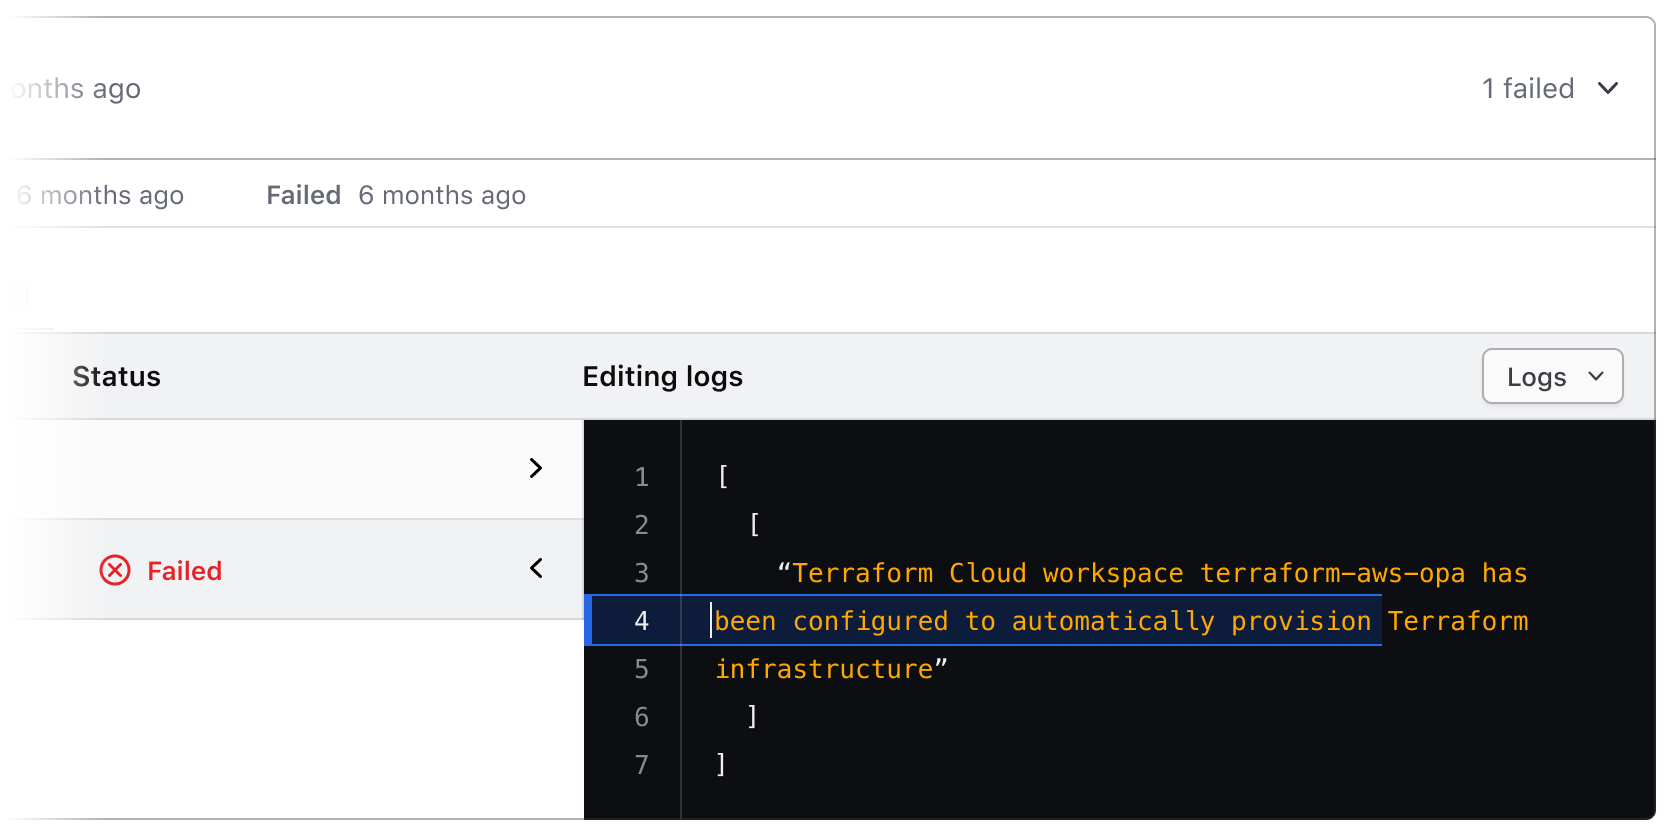 months ago
1 failed
6 months ago
Failed 6 months ago
Status
Editing logs
Logs
1 [
2 [
3 “Terraform Cloud workspace terraform-aws-opa has
4 been configured to automatically provision Terraform
5 infrastructure”
6 ]
7 ]
Failed